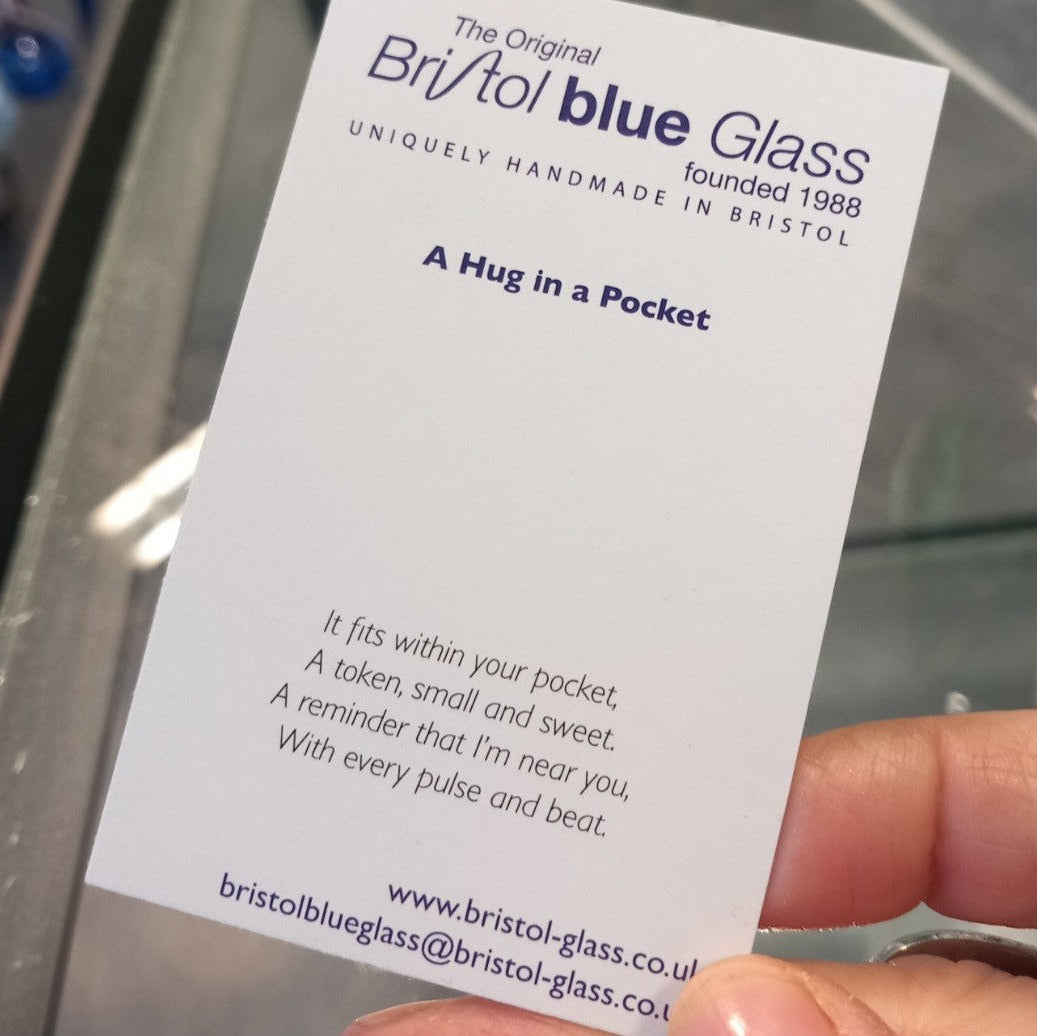 The Original
Bristol blue Glass
founded 1988
UNIQUELY HANDMADE IN BRISTOL
A Hug in a Pocket
It fits within your pocket,
A token, small and sweet.
A reminder that I'm near you,
With every pulse and beat.
www.bristol-glass.co.uk
bristolblueglass@bristol-glass.co.u